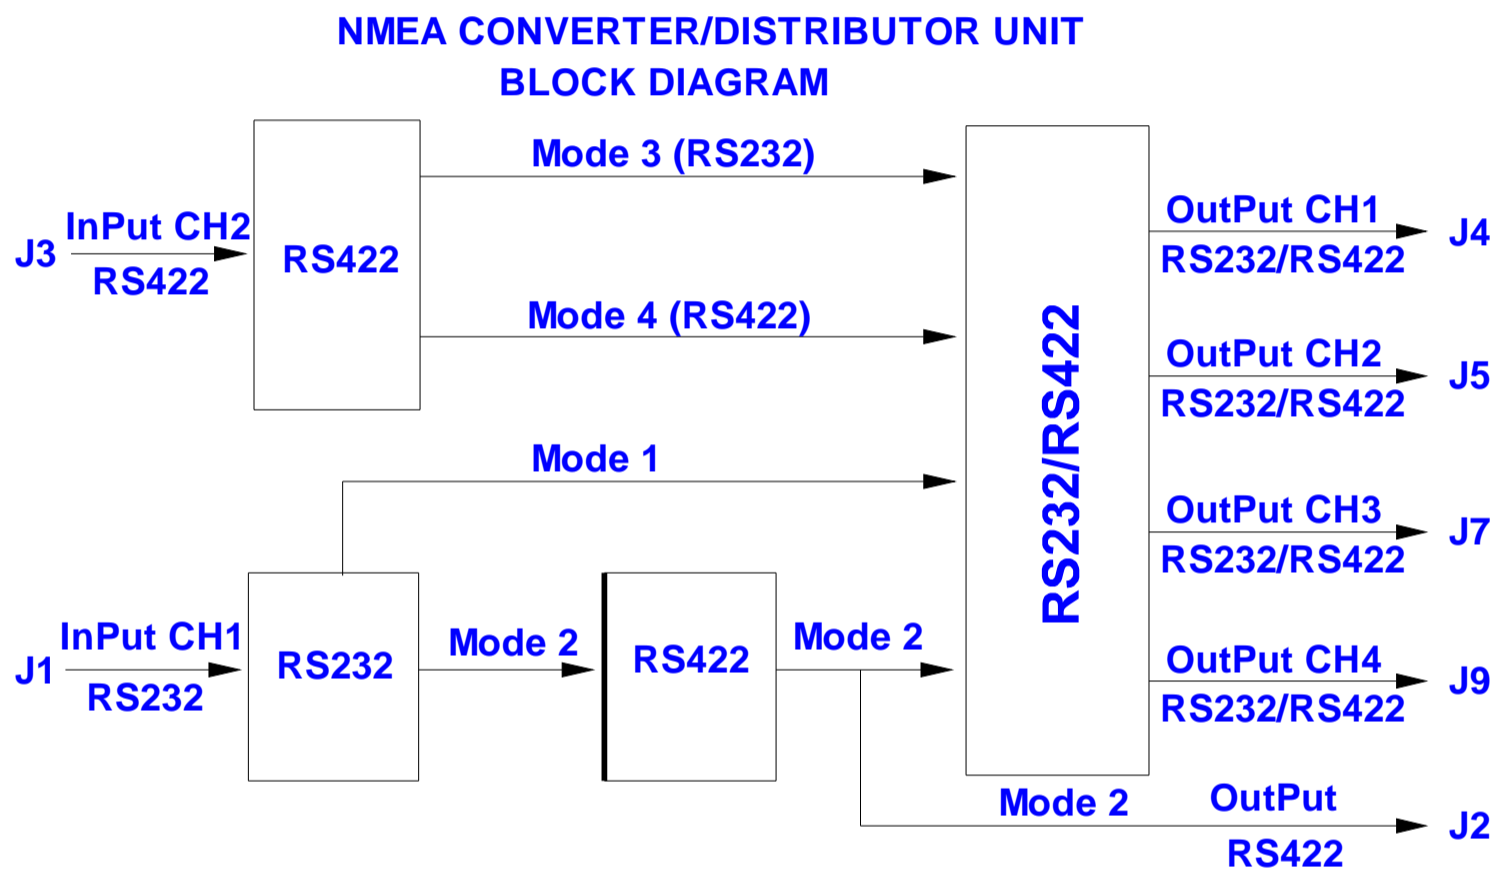 NMEA CONVERTER/DISTRIBUTOR UNIT
BLOCK DIAGRAM
Mode 3 (RS232)
InPut CH2
J3
RS422
RS422
Mode 4 (RS422)
Mode 1
InPut CH1
J1
RS232
RS232
Mode 2
RS422
Mode 2
RS232/RS422
OutPut CH1
J4
RS232/RS422
OutPut CH2
J5
RS232/RS422
OutPut CH3
J7
RS232/RS422
OutPut CH4
J9
RS232/RS422
Mode 2
OutPut
J2
RS422